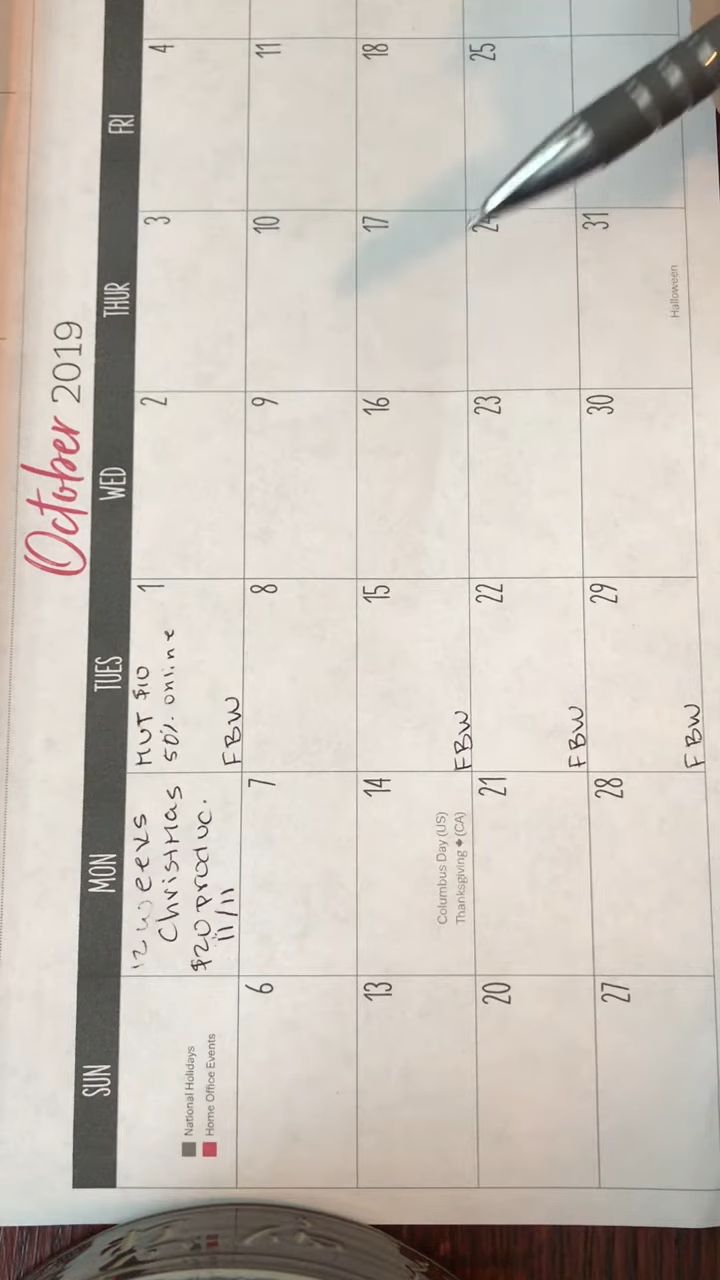 October 2019
SUN MON TUES WED THUR FRI
National Holidays
Home Office Events
12 weeks
Christmas
$20 produc.
11/11
1
$10
50% online
FBW
2
3
4
6
7
8
9
10
11
13
14
Columbus Day (US)
Thanksgiving (CA)
15
FBW
16
17
18
20
21
22
FBW
23
24
25
27
28
29
FBW
30
31
Halloween